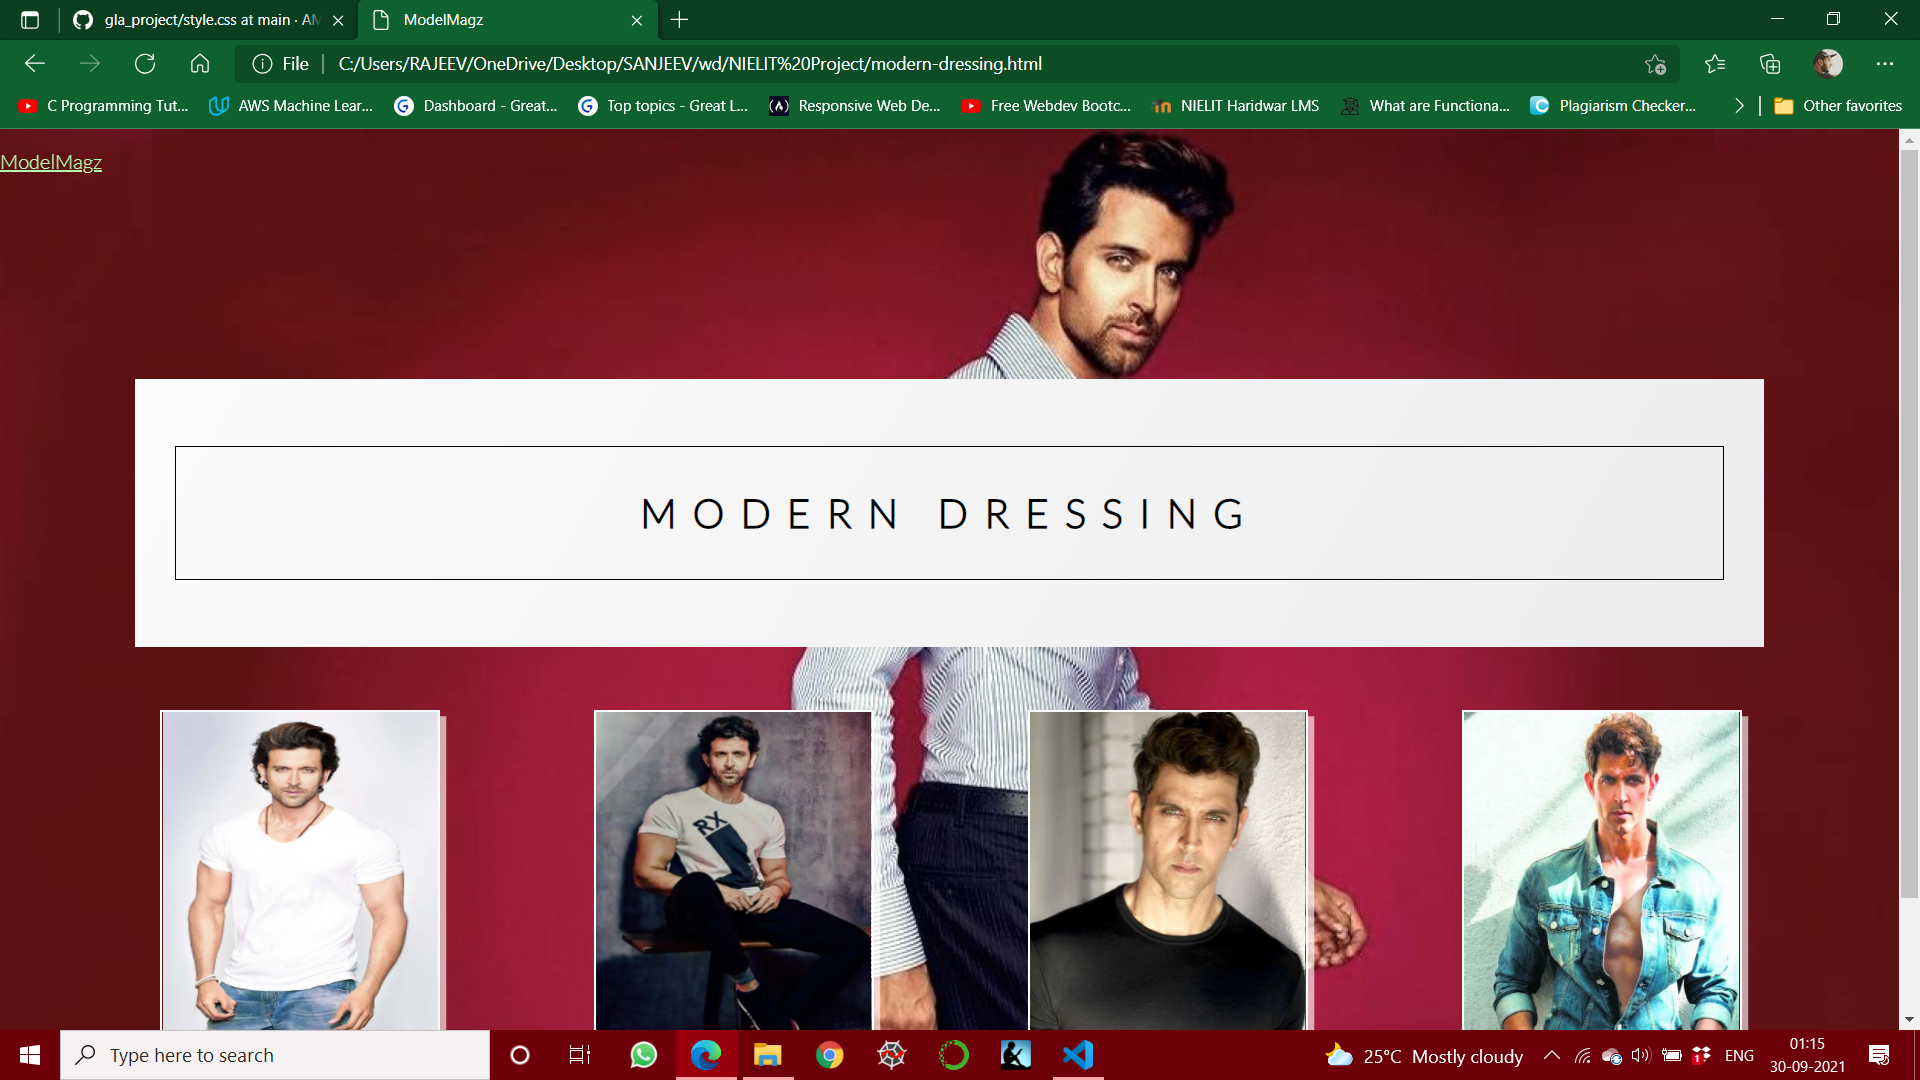 gla_project/style.css at main · AM
ModelMagz
File
C:/Users/RAJEEV/OneDrive/Desktop/SANJEEV/wd/NIELIT%20Project/modern-dressing.html
C Programming Tut...
AWS Machine Lear...
Dashboard - Great...
Top topics - Great L...
Responsive Web De...
Free Webdev Bootc...
NIELIT Haridwar LMS
What are Functiona...
Plagiarism Checker...
Other favorites
ModelMagz
MODERN DRESSING
RX
Type here to search
25°C Mostly cloudy
1
ENG
01:15
30-09-2021